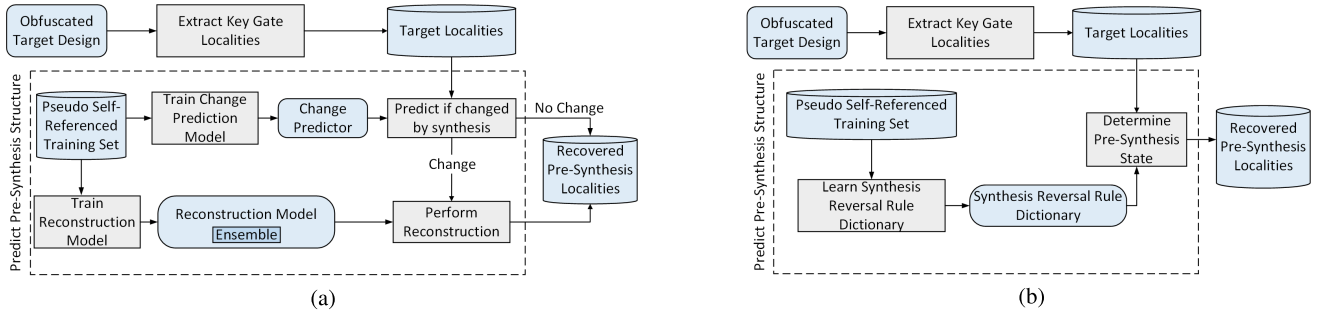 Obfuscated
Target Design
Extract Key Gate
Localities
Target Localities
Predict Pre-Synthesis Structure
Pseudo Self-
Referenced
Training Set
Train Change
Prediction
Model
Change
Predictor
Predict if changed
by synthesis
No Change
Change
Recovered
Pre-Synthesis
Localities
Train
Reconstruction
Model
Reconstruction Model
Ensemble
Perform
Reconstruction
(a)
Obfuscated
Target Design
Extract Key Gate
Localities
Target Localities
Predict Pre-Synthesis Structure
Pseudo Self-Referenced
Training Set
Determine
Pre-Synthesis
State
Recovered
Pre-Synthesis
Localities
Learn Synthesis
Reversal Rule
Dictionary
Synthesis Reversal Rule
Dictionary
(b)